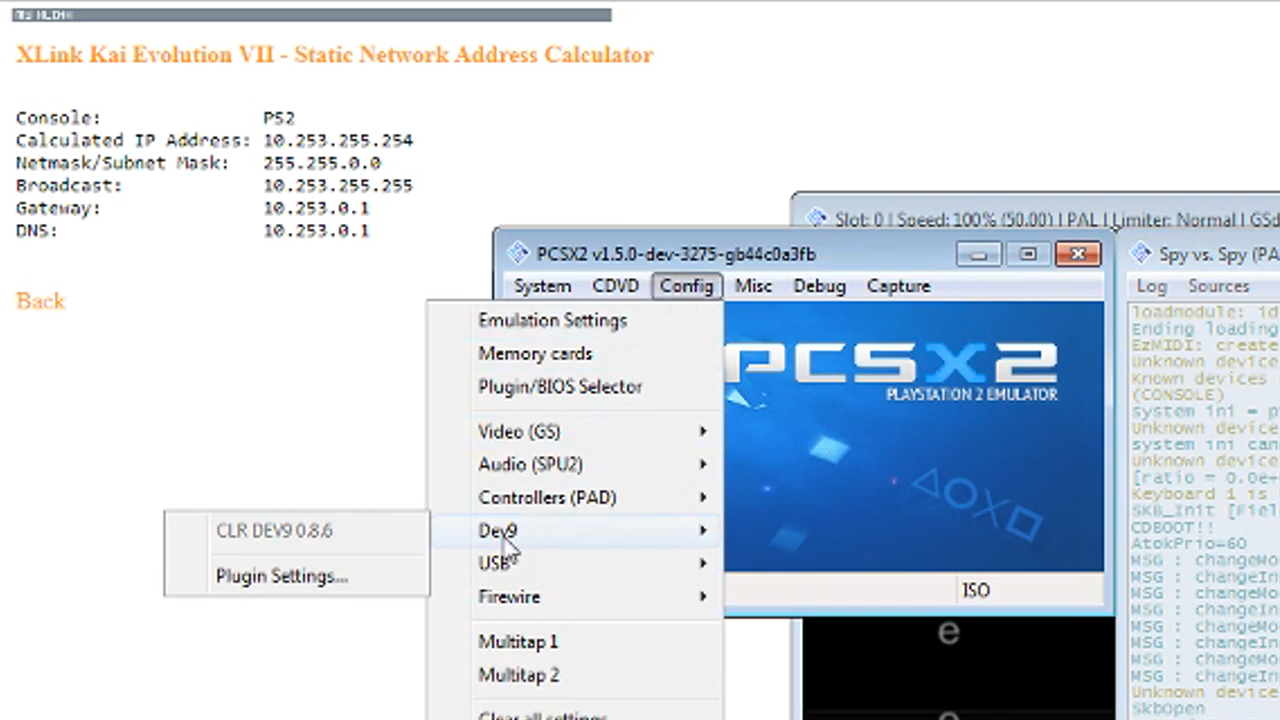 XLink Kai Evolution VII - Static Network Address Calculator
Console: PS2
Calculated IP Address: 10.253.255.254
Netmask/Subnet Mask: 255.255.0.0
Broadcast: 10.253.255.255
Gateway: 10.253.0.1
DNS: 10.253.0.1
Back
Slot: 0 | Speed: 100% (50.00) | PAL | Limiter: Normal | GSd
PCSX2 v1.5.0-dev-3275-gb44c0a3fb
System CDVD Config Misc Debug Capture
Emulation Settings
Memory cards
Plugin/BIOS Selector
Video (GS)
Audio (SPU2)
Controllers (PAD)
Dev9
USB
Firewire
Multitap 1
Multitap 2
Clear all settings
CLR DEV9 0.8.6
Plugin Settings...
PCSX2
PLAYSTATION 2 EMULATOR
ISO
e
Spy vs. Spy (PA
Log Sources
loadmodule: id
Ending loading
EzMIDI: create
Unknown device
Known devices
(CONSOLE)
system ini = p
Unknown device
system ini can
Unknown device
[ratio = 0.0e+
Keyboard 1 is
SKB_Init [Fiel
CDBOOT!!
AtokPrio=60
MSG : changeMo
MSG : changeIn
MSG : changeMo
MSG : changeIn
MSG : changeMo
MSG : changeIn
MSG : changeMo
MSG : changeIn
Unknown device
SkbOpen